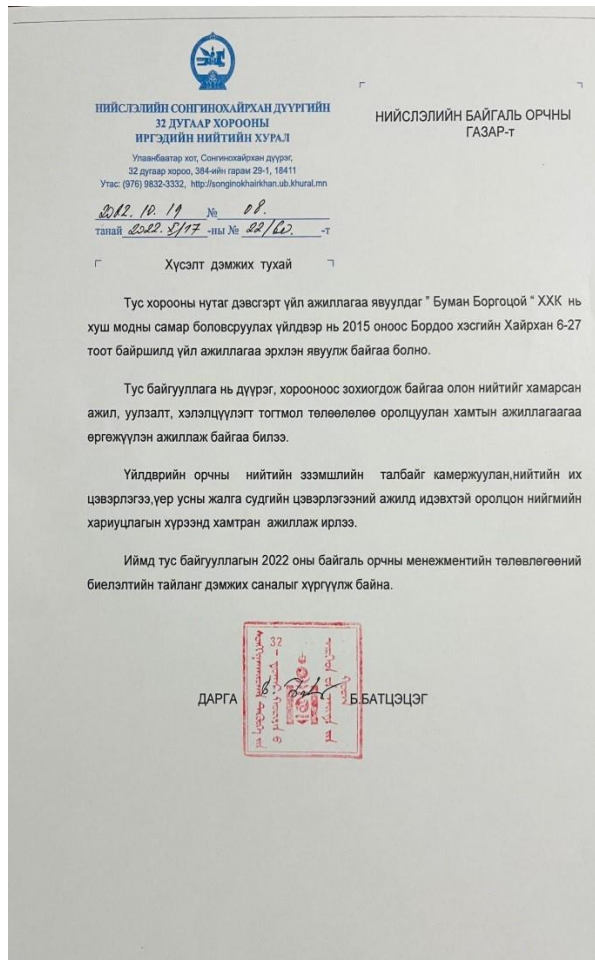 НИЙСЛЭЛИЙН СОНГИНОХАЙРХАН ДҮҮРГИЙН
32 ДУГААР ХОРООНЫ
ИРГЭДИЙН НИЙТИЙН ХУРАЛ
Улаанбаатар хот, Сонгинохайрхан дүүрэг,
32 дугаар хороо, 384-ийн гарам 29-1, 18411
Утас: (976) 9832-3332, http://songinokhairkhan.ub.khural.mn
2022. 10. 19 № 08.
танай 2022. X/17 -ны № 22/60. -т
НИЙСЛЭЛИЙН БАЙГАЛЬ ОРЧНЫ
ГАЗАР-т
Хүсэлт дэмжих тухай
Тус хорооны нутаг дэвсгэрт үйл ажиллагаа явуулдаг " Буман Боргоцой " ХХК нь
хуш модны самар боловсруулах үйлдвэр нь 2015 оноос Бордоо хэсгийн Хайрхан 6-27
тоот байршилд үйл ажиллагаа эрхлэн явуулж байгаа болно.
Тус байгууллага нь дүүрэг, хорооноос зохиогдож байгаа олон нийтийг хамарсан
ажил, уулзалт, хэлэлцүүлэгт тогтмол төлөөлөлөө оролцуулан хамтын ажиллагаагаа
өргөжүүлэн ажиллаж байгаа билээ.
Үйлдврийн орчны нийтийн эзэмшлийн талбайг камержуулан,нийтийн их
цэвэрлэгээ,үер усны жалга судгийн цэвэрлэгээний ажилд идэвхтэй оролцон нийгмийн
хариуцлагын хүрээнд хамтран ажиллаж ирлээ.
Иймд тус байгууллагын 2022 оны байгаль орчны менежментийн төлөвлөгөөний
биелэлтийн тайланг дэмжих саналыг хүргүүлж байна.
32
ДАРГА Б.БАТЦЭЦЭГ